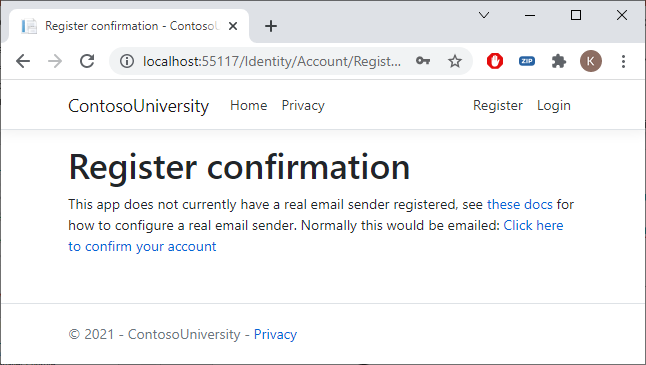 Register confirmation - ContosoU
localhost:55117/Identity/Account/Regist...
ZIP
K
ContosoUniversity Home Privacy Register Login
Register confirmation
This app does not currently have a real email sender registered, see these docs for
how to configure a real email sender. Normally this would be emailed: Click here
to confirm your account
© 2021 - ContosoUniversity - Privacy